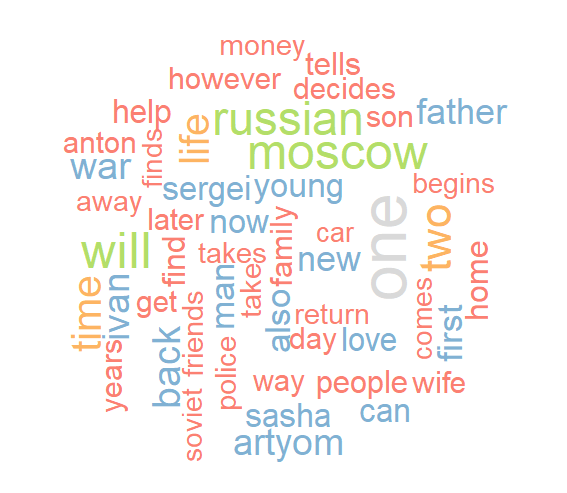 money
tells
however
decides
help
russian
son
father
anton
finds
life
moscow
war
sergei
young
begins
away
later
now
family
car
one
two
will
find
takes
new
home
time
ivan
get
man
take
also
return
comes
first
years
back
friends
police
day
love
soviet
way
people
wife
sasha
can
artyom